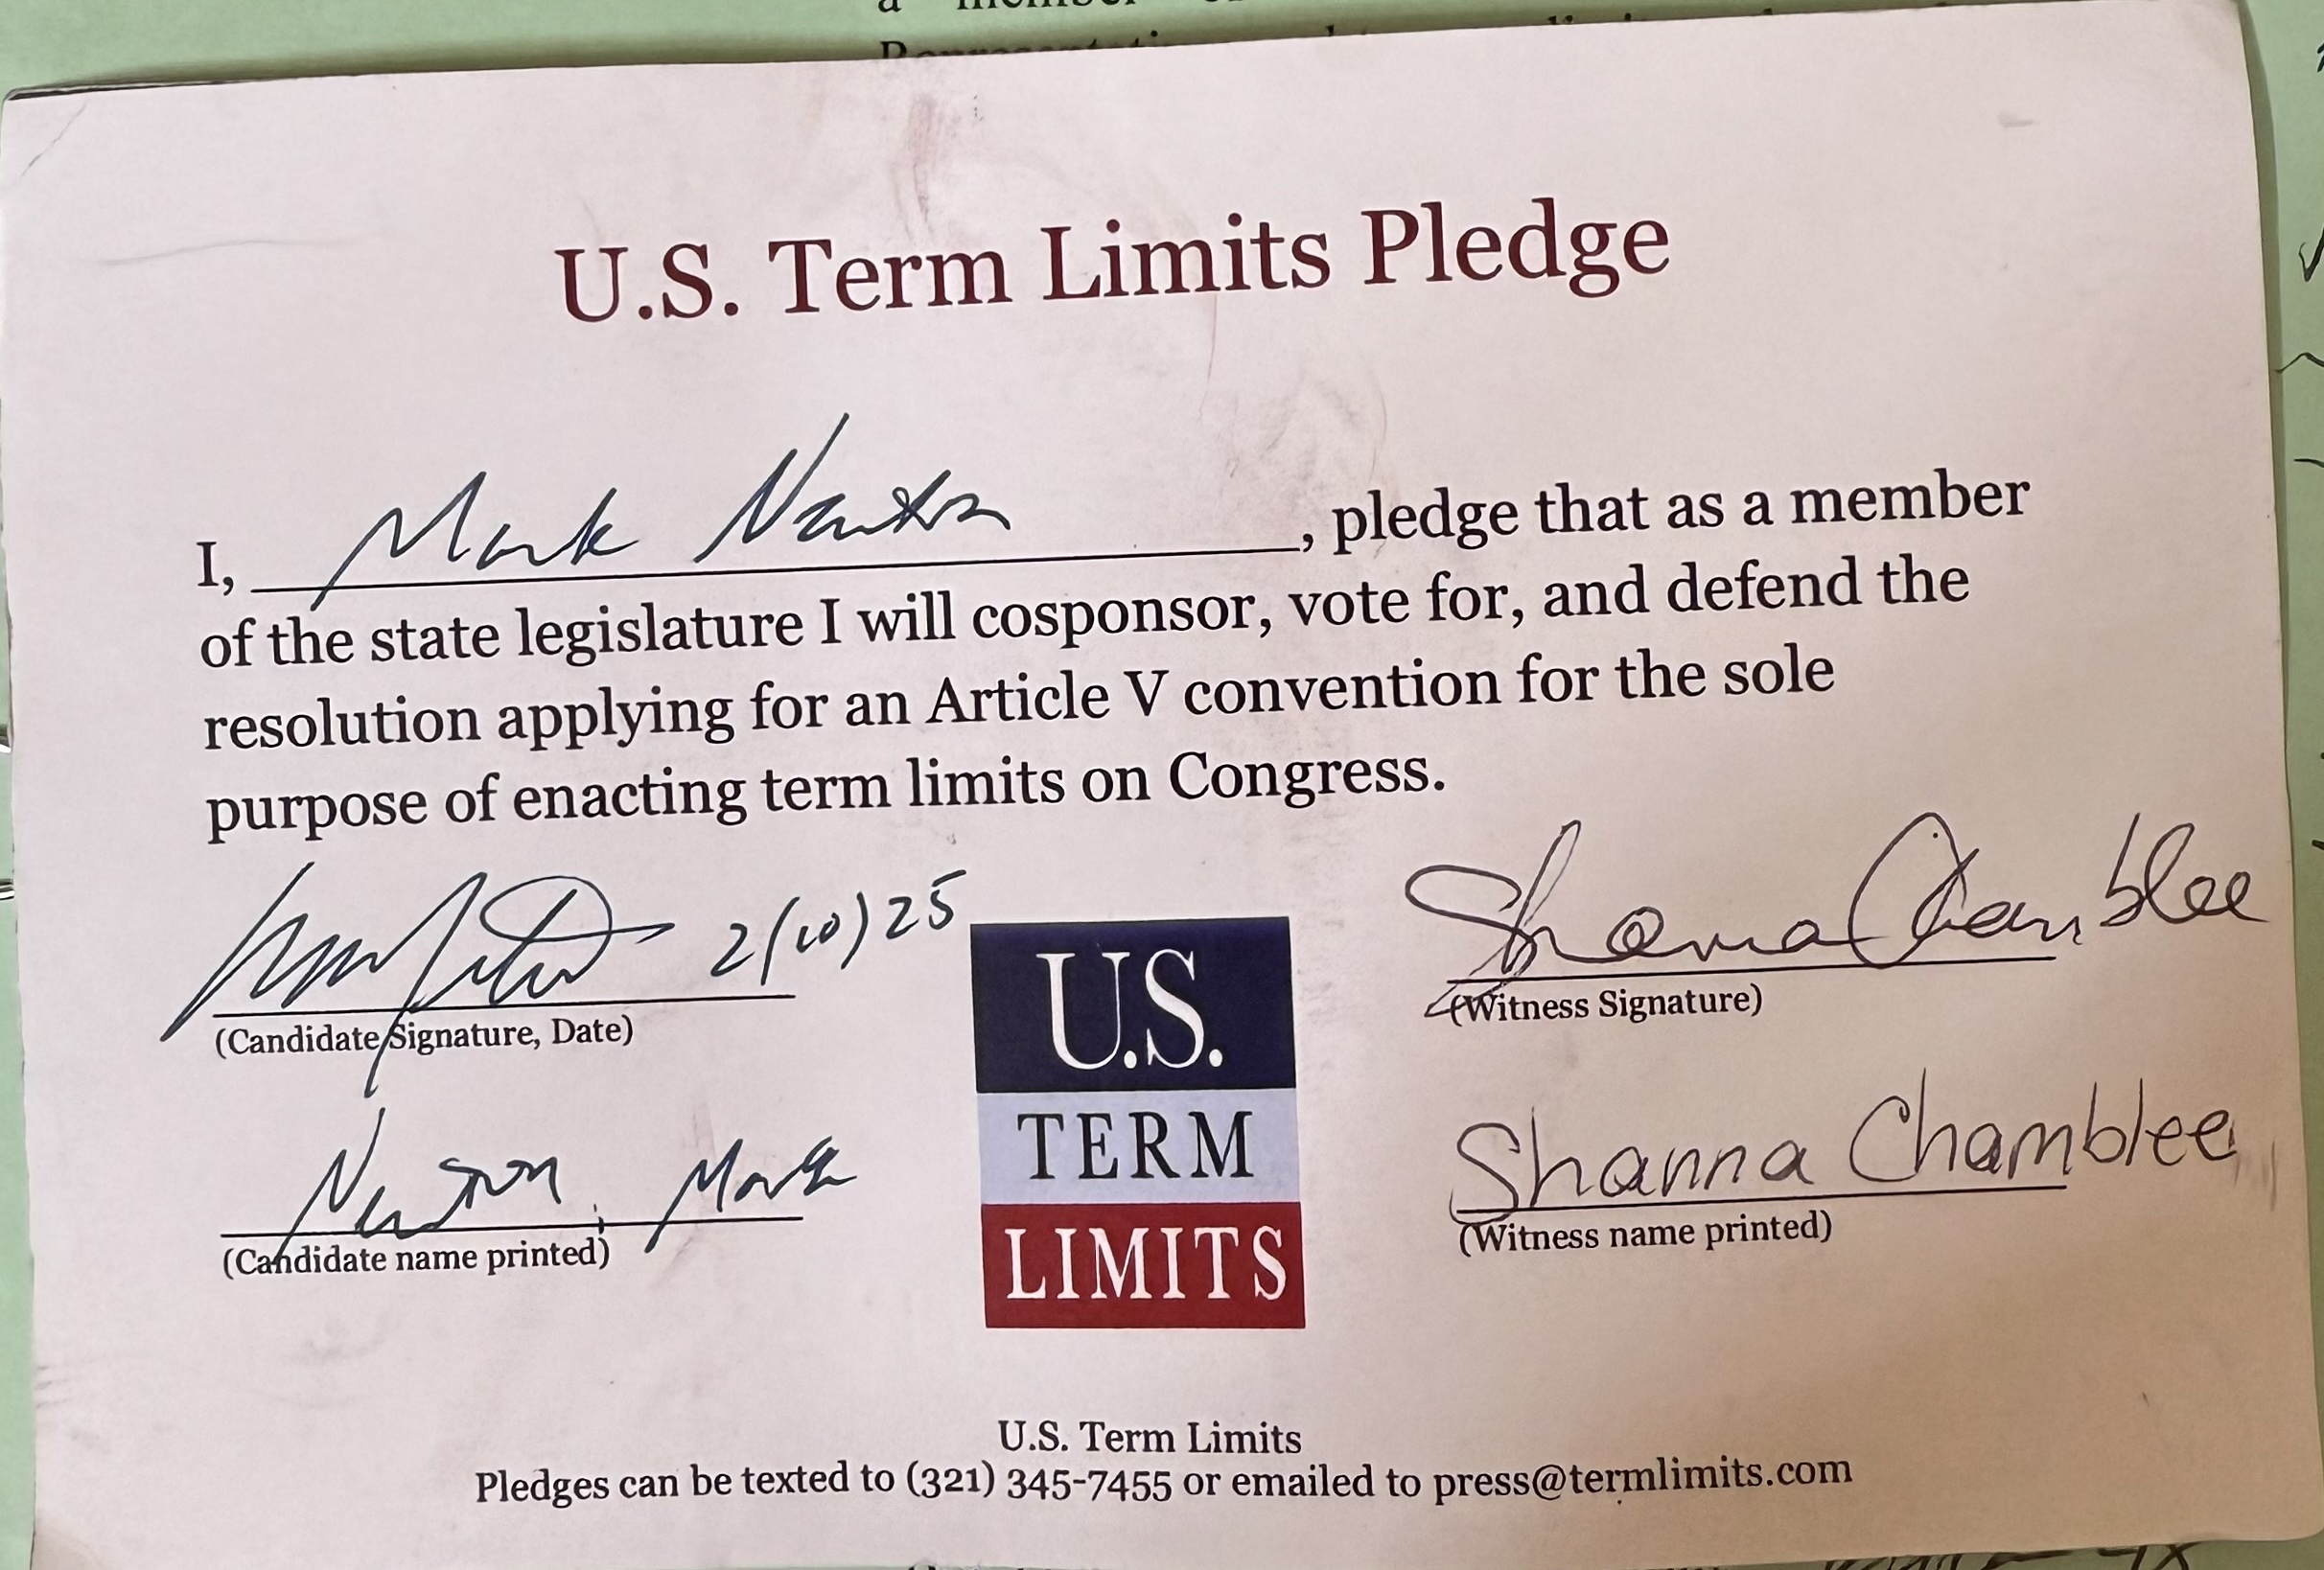 a member
U.S. Term Limits Pledge
I, Mark Newton, pledge that as a member
of the state legislature I will cosponsor, vote for, and defend the
resolution applying for an Article V convention for the sole
purpose of enacting term limits on Congress.
2/10/25
(Candidate Signature, Date)
Newton, Mark
(Candidate name printed)
U.S.
TERM
LIMITS
Shanna Chamblee
(Witness Signature)
Shanna Chamblee
(Witness name printed)
U.S. Term Limits
Pledges can be texted to (321) 345-7455 or emailed to press@termlimits.com